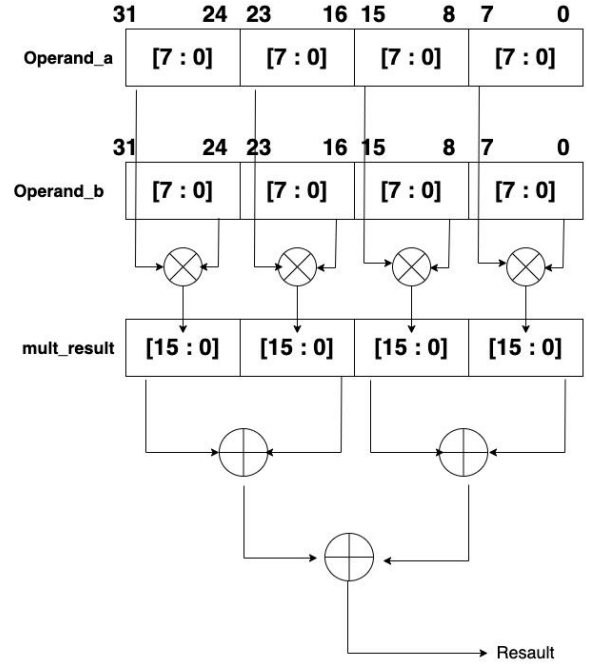 31 24 23 16 15 8 7 0
Operand_a [7 : 0] [7 : 0] [7 : 0] [7 : 0]
31 24 23 16 15 8 7 0
Operand_b [7 : 0] [7 : 0] [7 : 0] [7 : 0]
mult_result [15 : 0] [15 : 0] [15 : 0] [15 : 0]
Resault